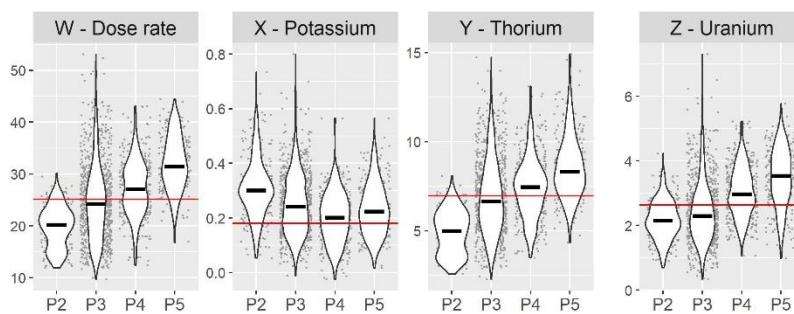 W - Dose rate
X - Potassium
Y - Thorium
Z - Uranium
50
40
30
20
10
0.8
0.6
0.4
0.2
0.0
15
10
5
6
4
2
0
P2 P3 P4 P5
P2 P3 P4 P5
P2 P3 P4 P5
P2 P3 P4 P5